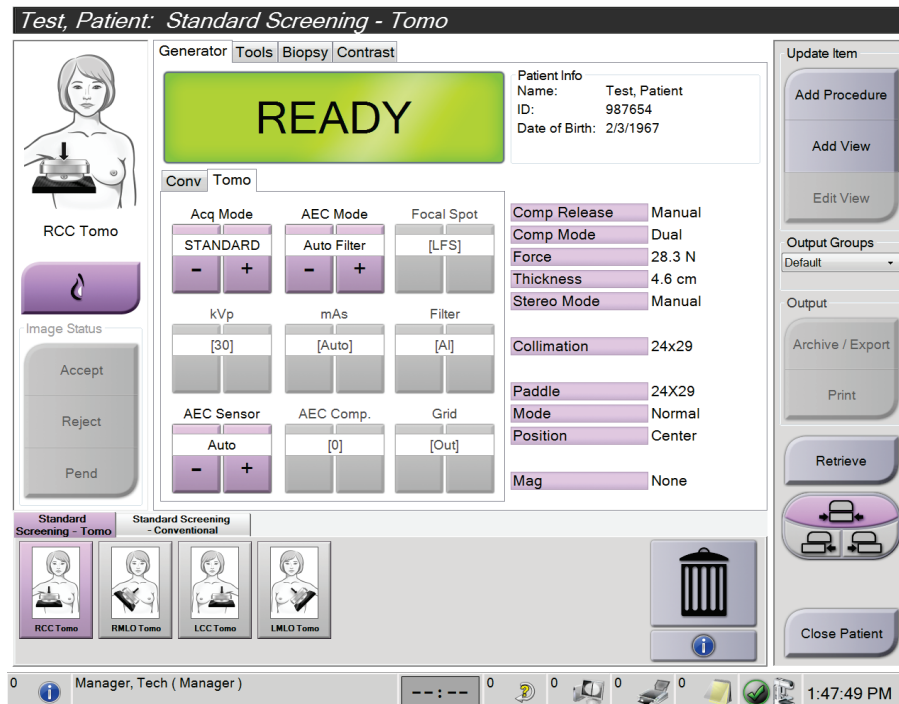 Test, Patient: Standard Screening - Tomo
Generator Tools Biopsy Contrast
READY
Patient Info
Name: Test, Patient
ID: 987654
Date of Birth: 2/3/1967
RCC Tomo
Image Status
Accept
Reject
Pend
Conv Tomo
Acq Mode AEC Mode Focal Spot
STANDARD Auto Filter [LFS]
- + - +
kVp mAs Filter
[30] [Auto] [Al]
AEC Sensor AEC Comp. Grid
Auto [0] [Out]
- +
Comp Release Manual
Comp Mode Dual
Force 28.3 N
Thickness 4.6 cm
Stereo Mode Manual
Collimation 24x29
Paddle 24X29
Mode Normal
Position Center
Mag None
Update Item
Add Procedure
Add View
Edit View
Output Groups
Default
Output
Archive / Export
Print
Retrieve
Close Patient
Standard
Screening - Tomo
Standard Screening
- Conventional
RCC Tomo RMLO Tomo LCC Tomo LMLO Tomo
0 Manager, Tech ( Manager ) --:-- 0 0 0 0 1:47:49 PM